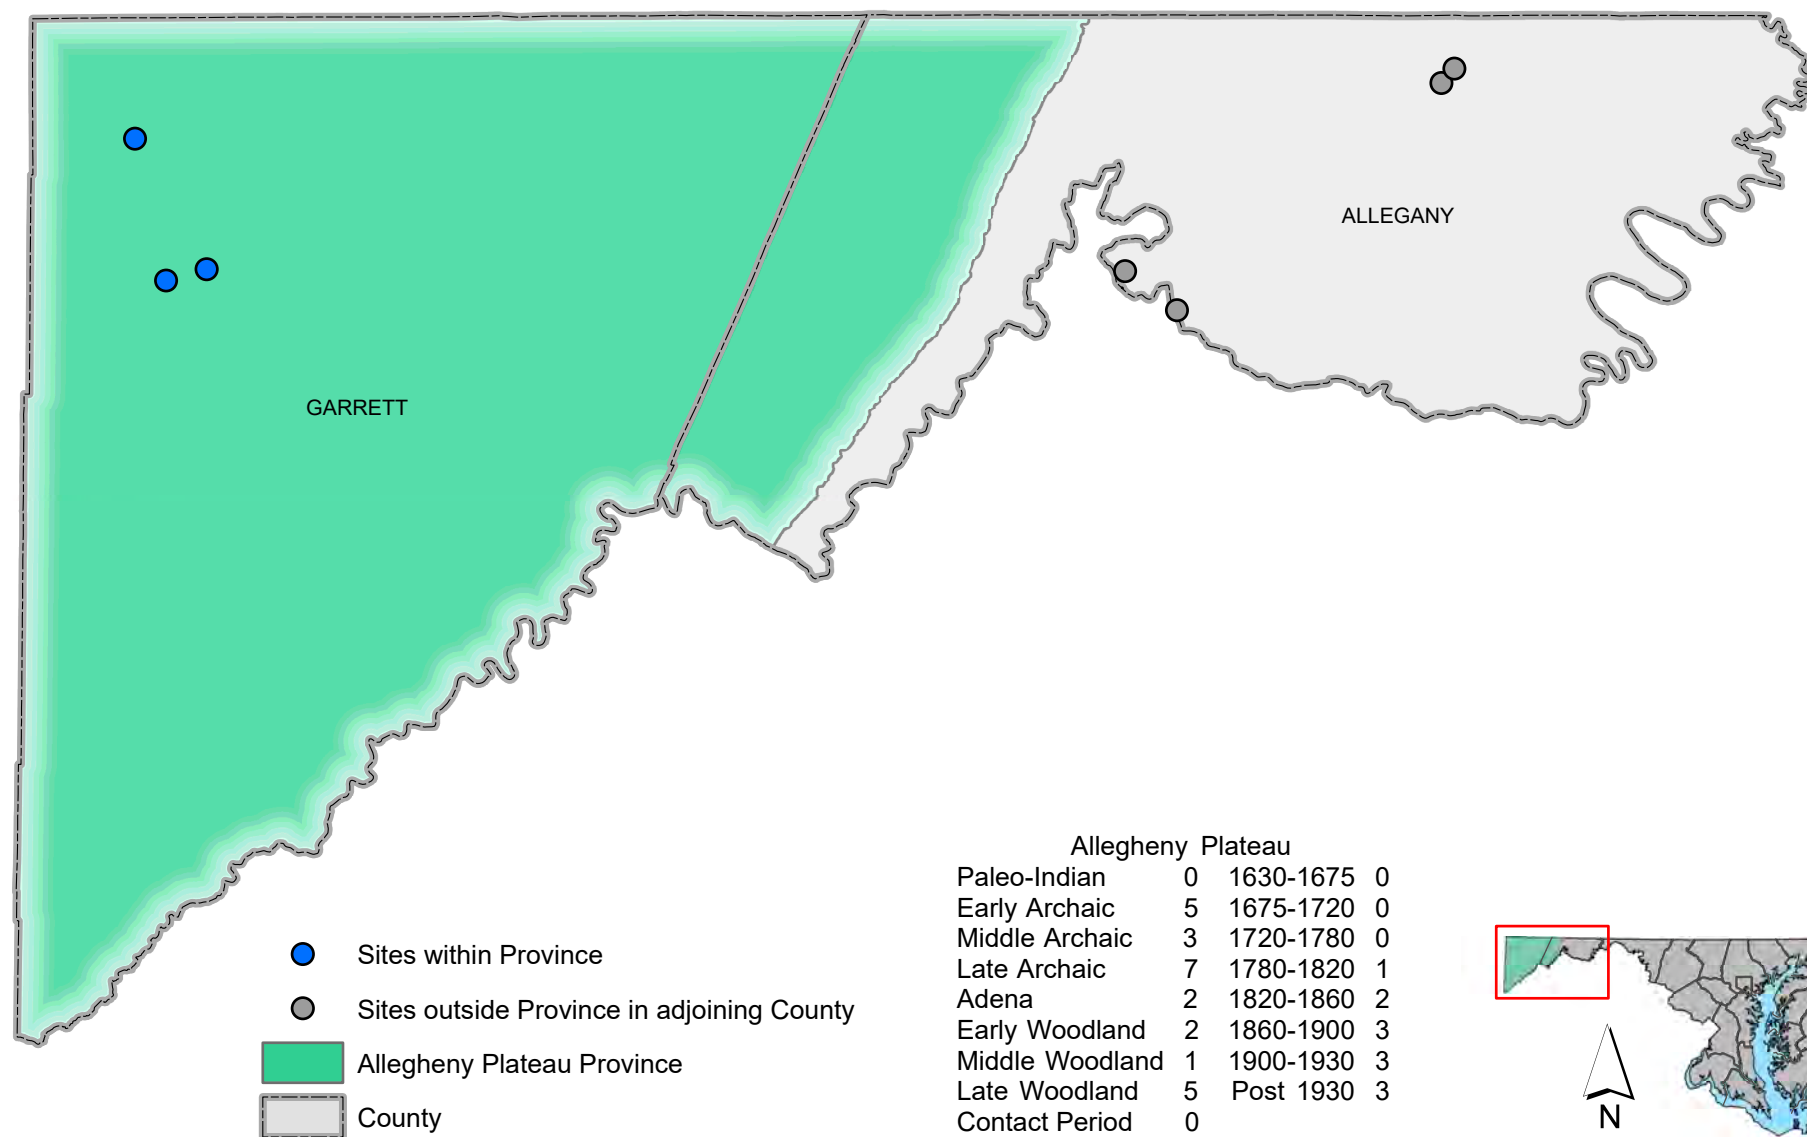 ALLEGANY
GARRETT
Allegheny Plateau
Paleo-Indian 0 1630-1675 0
Early Archaic 5 1675-1720 0
Middle Archaic 3 1720-1780 0
Late Archaic 7 1780-1820 1
Adena 2 1820-1860 2
Early Woodland 2 1860-1900 3
Middle Woodland 1 1900-1930 3
Late Woodland 5 Post 1930 3
Contact Period 0
Sites within Province
Sites outside Province in adjoining County
Allegheny Plateau Province
County
N